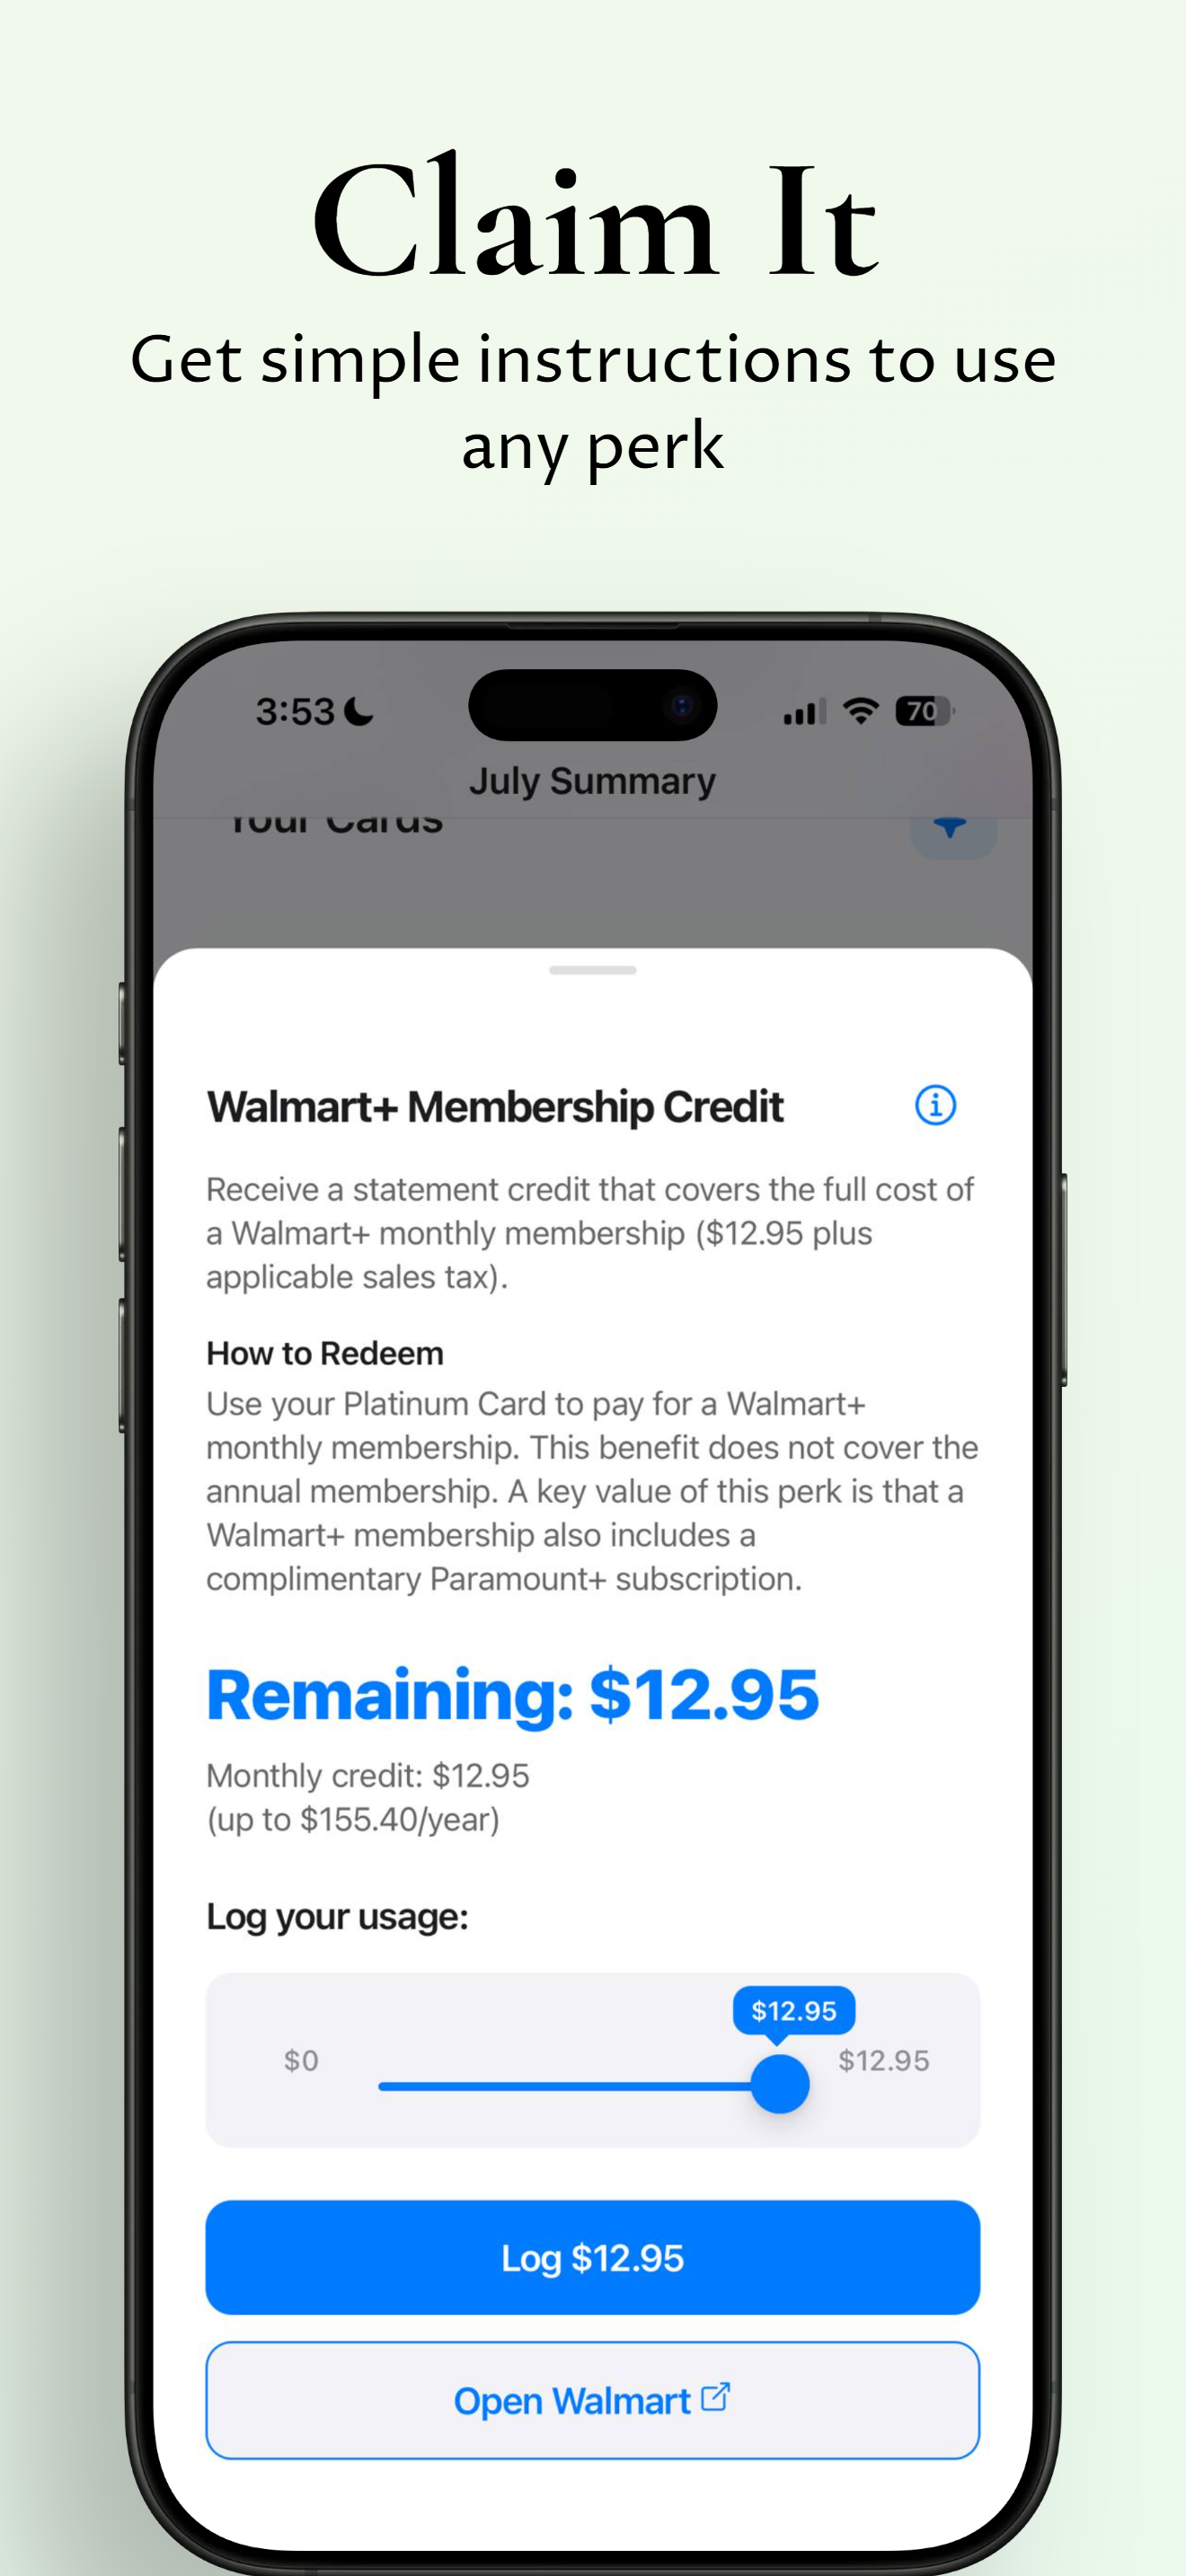 Claim It
Get simple instructions to use
any perk
3:53
70
July Summary
Your Cards
Walmart+ Membership Credit
Receive a statement credit that covers the full cost of
a Walmart+ monthly membership ($12.95 plus
applicable sales tax).
How to Redeem
Use your Platinum Card to pay for a Walmart+
monthly membership. This benefit does not cover the
annual membership. A key value of this perk is that a
Walmart+ membership also includes a
complimentary Paramount+ subscription.
Remaining: $12.95
Monthly credit: $12.95
(up to $155.40/year)
Log your usage:
$12.95
$0
$12.95
Log $12.95
Open Walmart